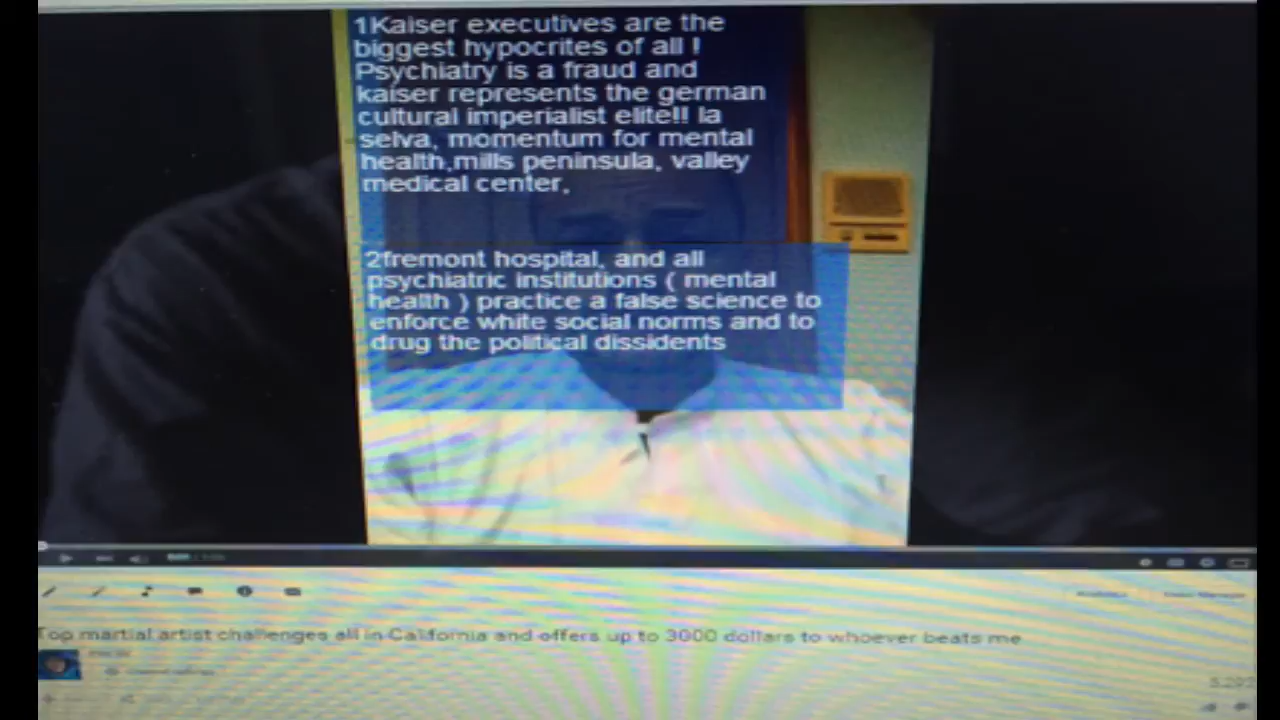 1Kaiser executives are the
biggest hypocrites of all !
Psychiatry is a fraud and
kaiser represents the german
cultural imperialist elite!! la
selva, momentum for mental
health,mills peninsula, valley
medical center,
2fremont hospital, and all
psychiatric institutions ( mental
health ) practice a false science to
enforce white social norms and to
drug the political dissidents
Top martial artist challenges all in California and offers up to 3000 dollars to whoever beats me